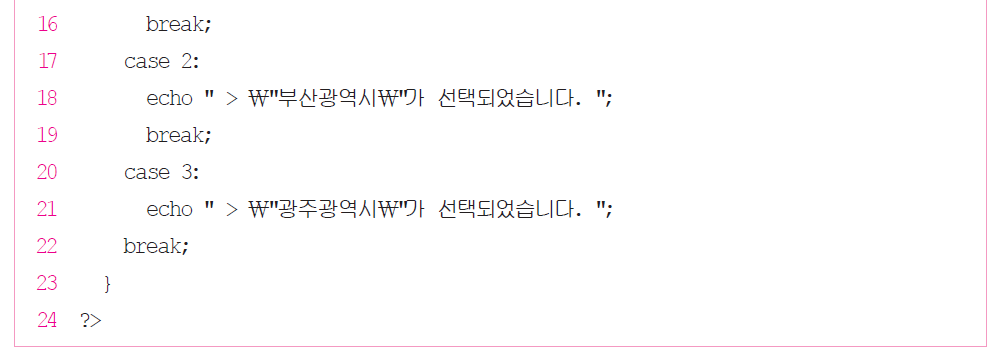 16 break;
17 case 2:
18 echo " > ₩"부산광역시₩"가 선택되었습니다. ";
19 break;
20 case 3:
21 echo " > ₩"광주광역시₩"가 선택되었습니다. ";
22 break;
23 }
24 ?>